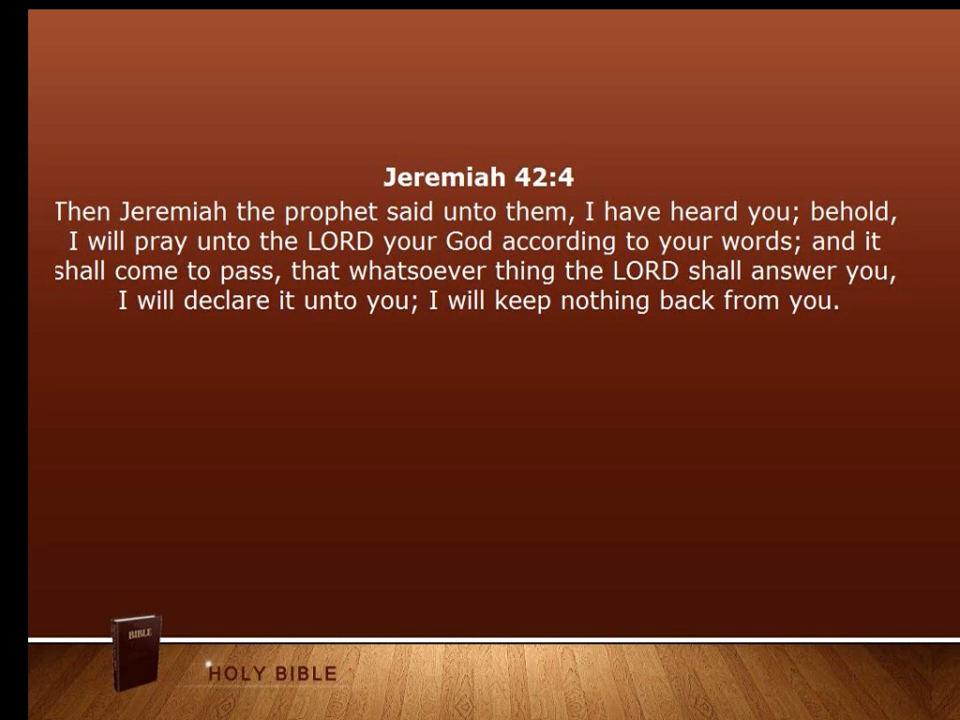 Jeremiah 42:4
Then Jeremiah the prophet said unto them, I have heard you; behold,
I will pray unto the LORD your God according to your words; and it
shall come to pass, that whatsoever thing the LORD shall answer you,
I will declare it unto you; I will keep nothing back from you.
BIBLE
HOLY BIBLE